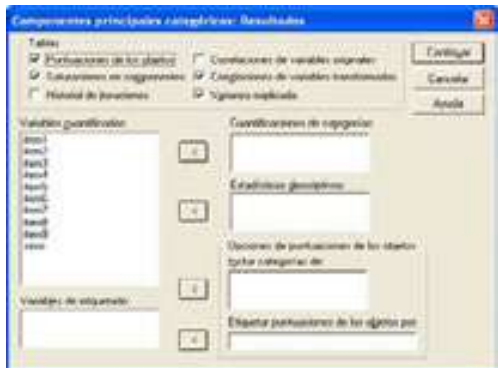 Componentes principales categóricos: Resultados
Tablas
Puntuaciones de los objetos
Correlaciones de variables originales
Continuar
Saturaciones en componentes
Correlaciones de variables transformadas
Cancelar
Historial de iteraciones
Varianza explicada
Ayuda
Variables cuantificadas
Cuantificaciones de categorías:
item1
item2
item3
item4
item5
item6
item7
item8
item9
sexo
Estadísticos descriptivos:
Opciones de puntuaciones de los objetos
Incluir categorías de:
Variables de etiquetado:
Etiquetar puntuaciones de los objetos por: